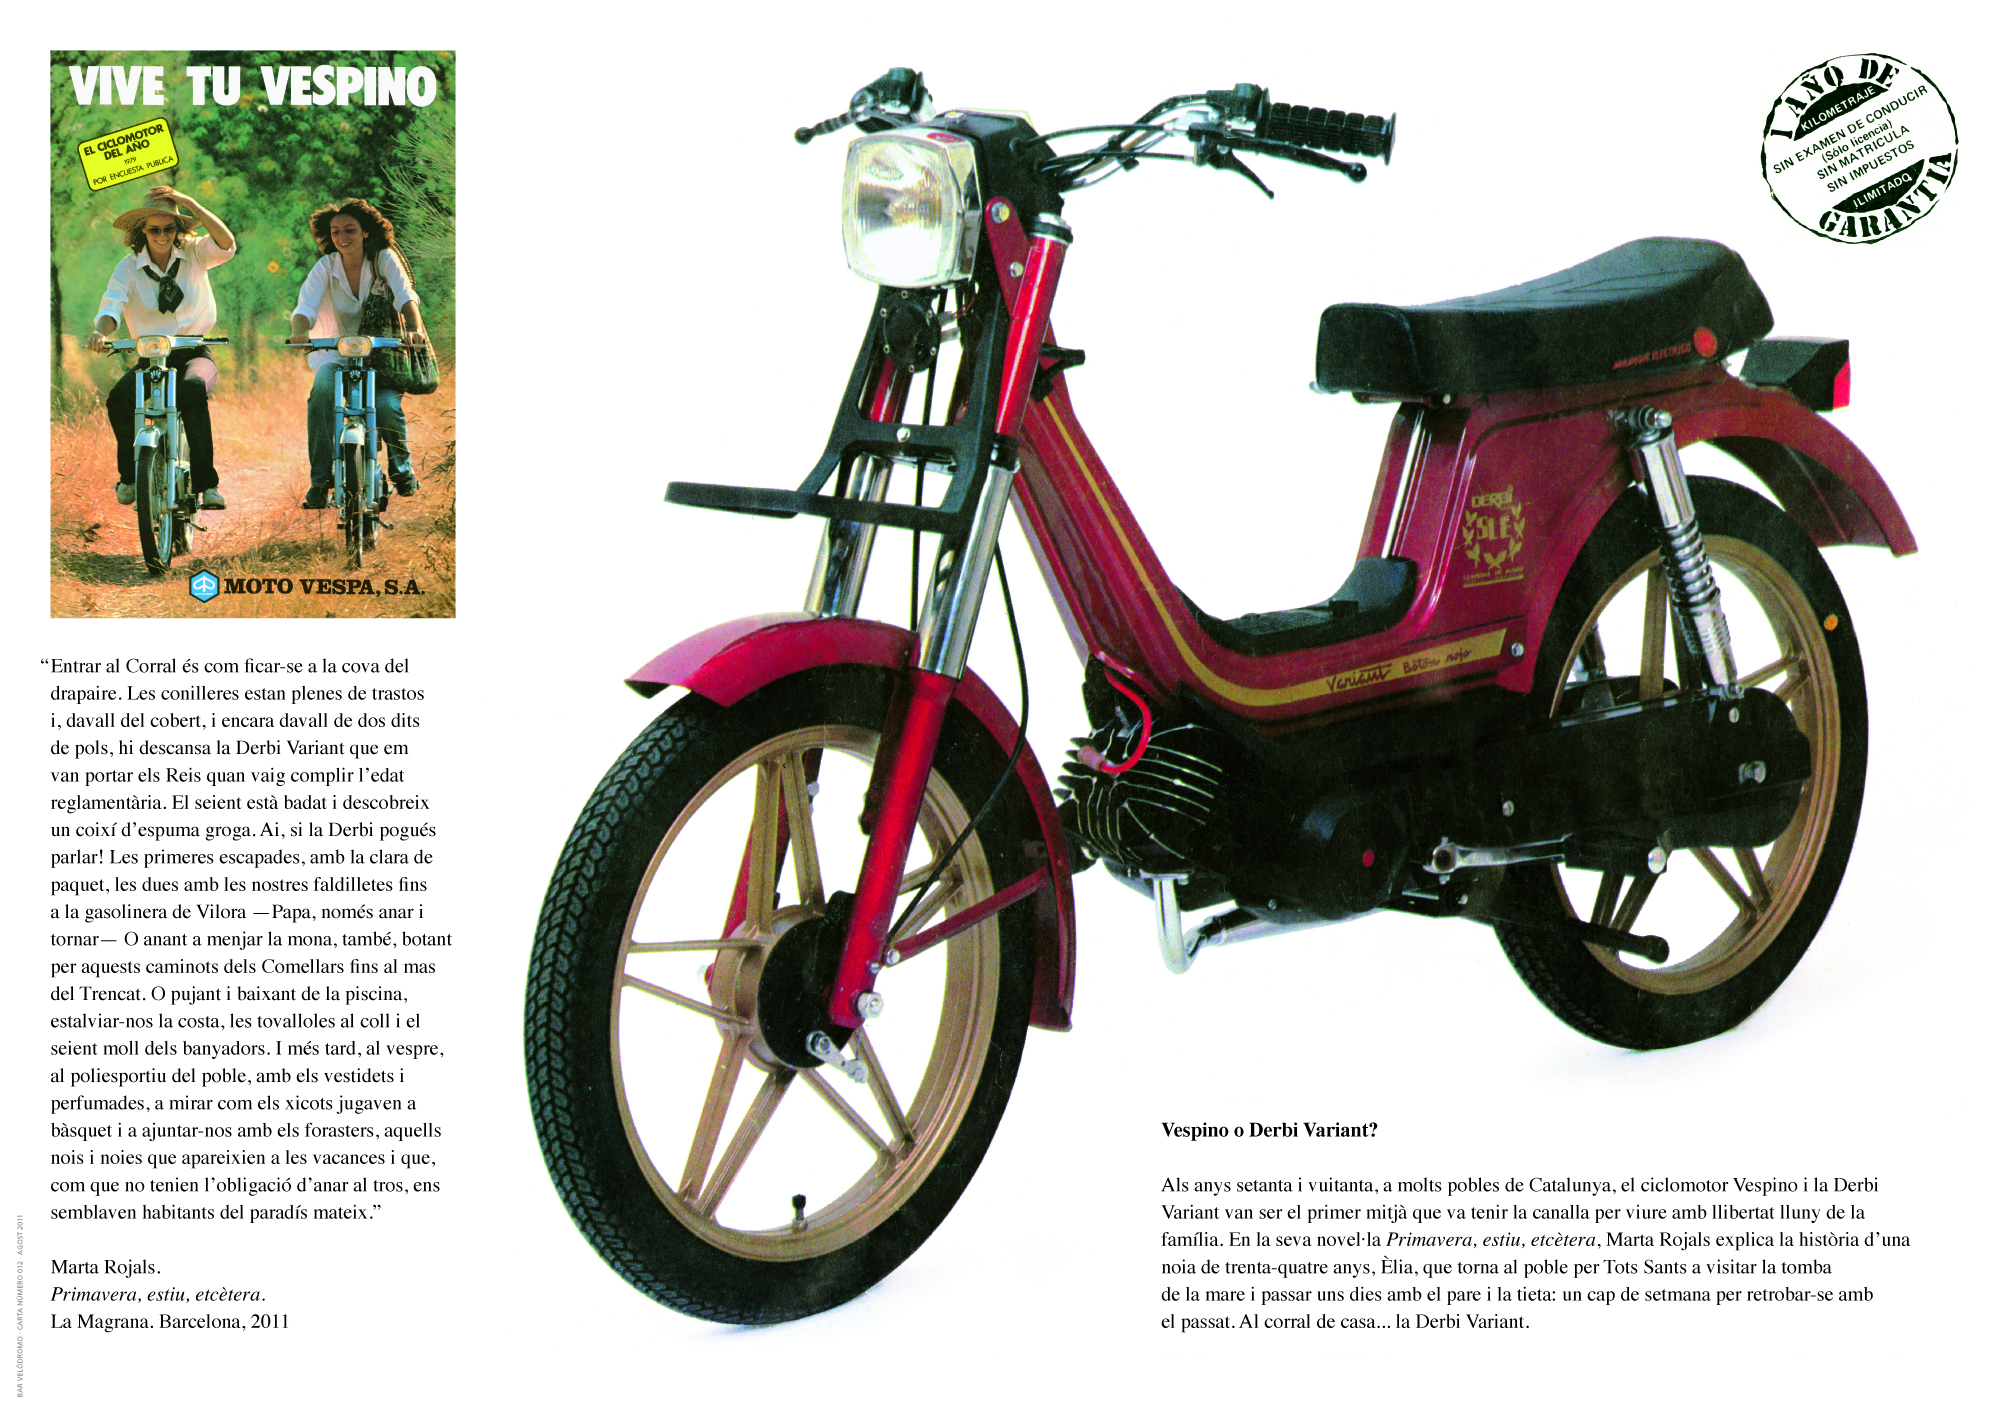 VIVE TU VESPINO
EL CICLOMOTOR
DEL AÑO
1979
POR ENCUESTA PUBLICA
MOTO VESPA, S.A.
“Entrar al Corral és com ficar-se a la cova del
drapaire. Les conilleres estan plenes de trastos
i, davall del cobert, i encara davall de dos dits
de pols, hi descansa la Derbi Variant que em
van portar els Reis quan vaig complir l’edat
reglamentària. El seient està badat i descobreix
un coixí d’espuma groga. Ai, si la Derbi pogués
parlar! Les primeres escapades, amb la clara de
paquet, les dues amb les nostres faldilletes fins
a la gasolinera de Vilora —Papa, només anar i
tornar— O anant a menjar la mona, també, botant
per aquests caminots dels Comellars fins al mas
del Trencat. O pujant i baixant de la piscina,
estalviar-nos la costa, les tovalloles al coll i el
seient moll dels banyadors. I més tard, al vespre,
al poliesportiu del poble, amb els vestidets i
perfumades, a mirar com els xicots jugaven a
bàsquet i a ajuntar-nos amb els forasters, aquells
nois i noies que apareixien a les vacances i que,
com que no tenien l’obligació d’anar al tros, ens
semblaven habitants del paradís mateix.”
Marta Rojals.
Primavera, estiu, etcètera.
La Magrana. Barcelona, 2011
BAR VELÒDROMO · CARTA NÚMERO 012 · AGOST 2011
1 AÑO DE
KILOMETRAJE
SIN EXAMEN DE CONDUCIR
(Sólo licencia)
SIN MATRICULA
SIN IMPUESTOS
ILIMITADO
GARANTIA
ARRANQUE ELECTRICO
DERBI
SLE
Variant Botón rojo
Vespino o Derbi Variant?
Als anys setanta i vuitanta, a molts pobles de Catalunya, el ciclomotor Vespino i la Derbi
Variant van ser el primer mitjà que va tenir la canalla per viure amb llibertat lluny de la
família. En la seva novel·la Primavera, estiu, etcètera, Marta Rojals explica la història d’una
noia de trenta-quatre anys, Èlia, que torna al poble per Tots Sants a visitar la tomba
de la mare i passar uns dies amb el pare i la tieta: un cap de setmana per retrobar-se amb
el passat. Al corral de casa... la Derbi Variant.